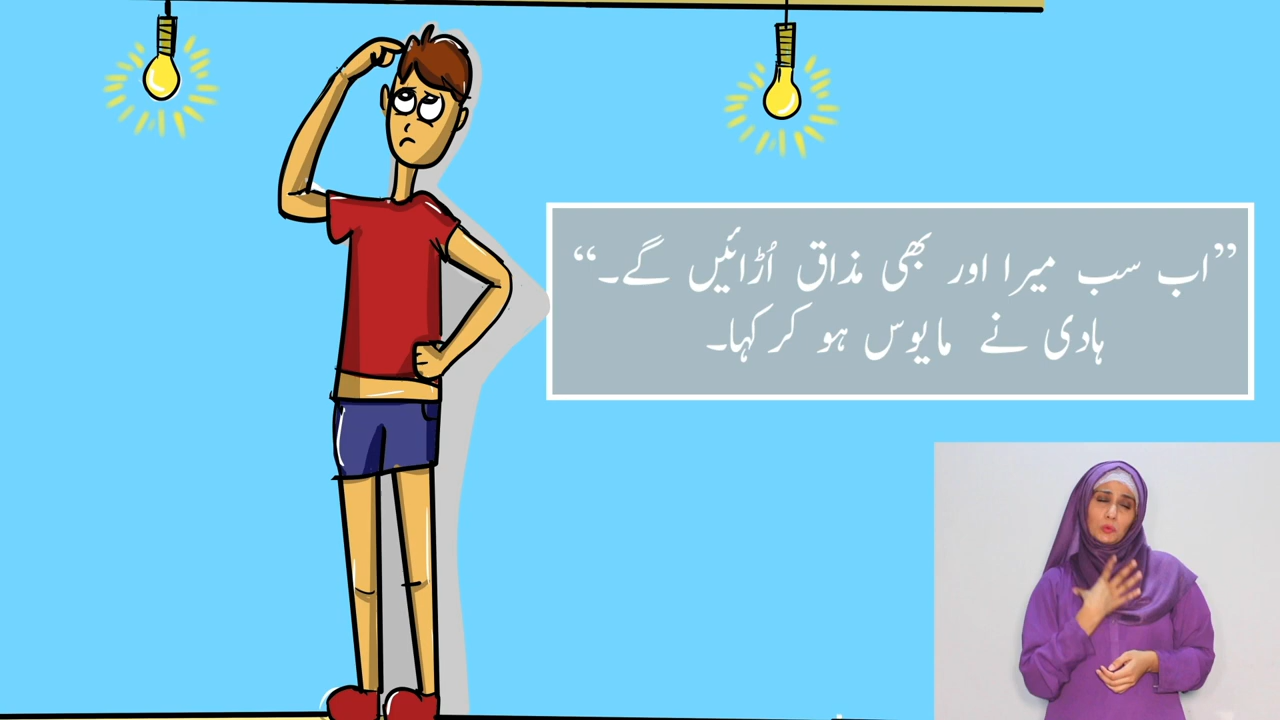 ”اب سب میرا اور بھی مذاق اُڑائیں گے۔“
ہادی نے مایوس ہو کر کہا۔